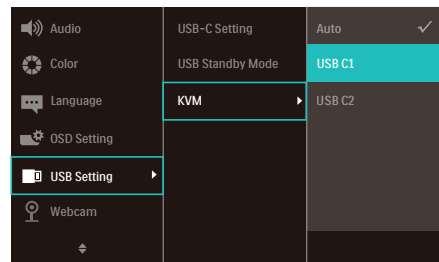 Audio
Color
Language
OSD Setting
USB Setting
Webcam
USB-C Setting
USB Standby Mode
KVM
Auto
USB C1
USB C2